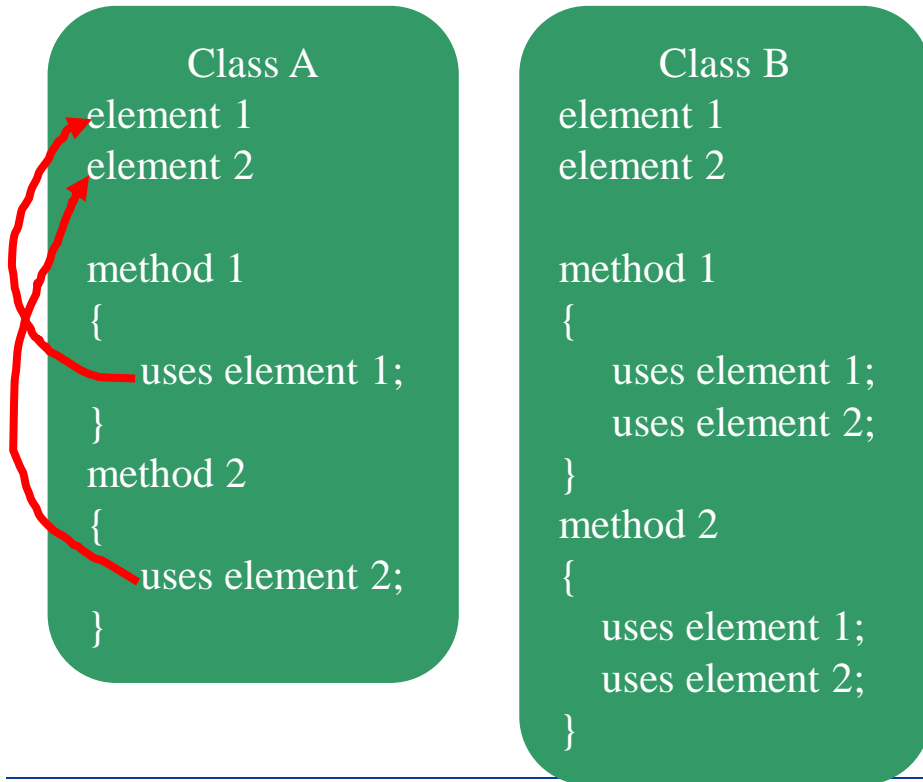 Class A
element 1
element 2
method 1
{
uses element 1;
}
method 2
{
uses element 2;
}
Class B
element 1
element 2
method 1
{
uses element 1;
uses element 2;
}
method 2
{
uses element 1;
uses element 2;
}